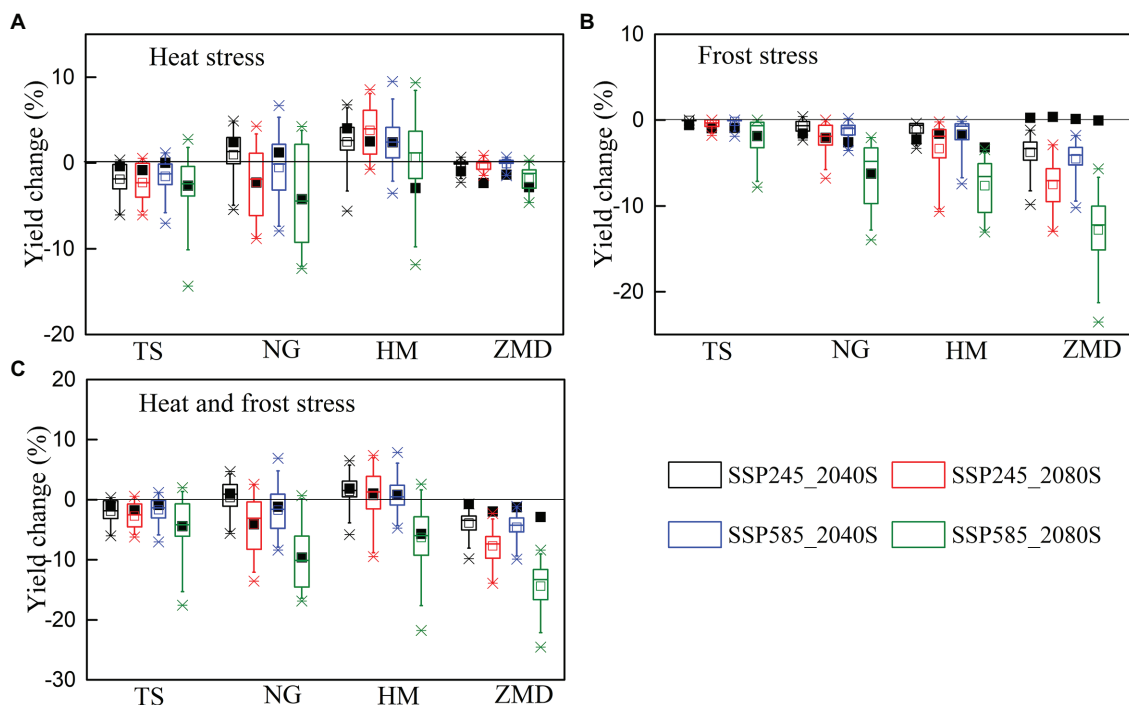 A
Heat stress
Yield change (%)
10
0
-10
-20
TS NG HM ZMD
B
Frost stress
Yield change (%)
10
0
-10
-20
TS NG HM ZMD
C
Heat and frost stress
Yield change (%)
20
10
0
-10
-20
-30
TS NG HM ZMD
SSP245_2040S SSP245_2080S
SSP585_2040S SSP585_2080S